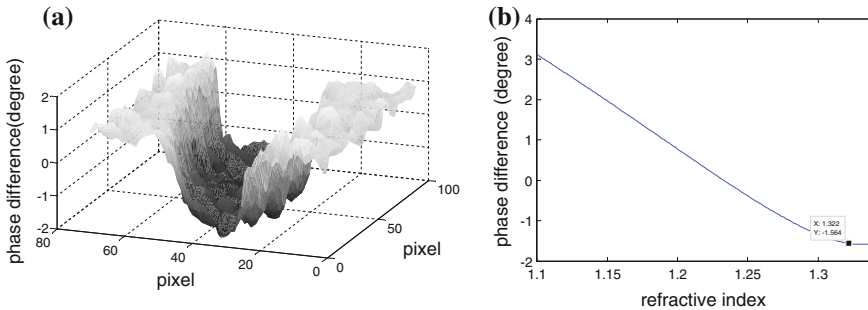 (a)
phase difference(degree)
2
1
0
-1
-2
80
60
40
20
0
pixel
0
50
100
pixel
(b)
phase difference (degree)
4
3
2
1
0
-1
-2
1.1
1.15
1.2
1.25
1.3
refractive index
X: 1.322
Y: -1.564